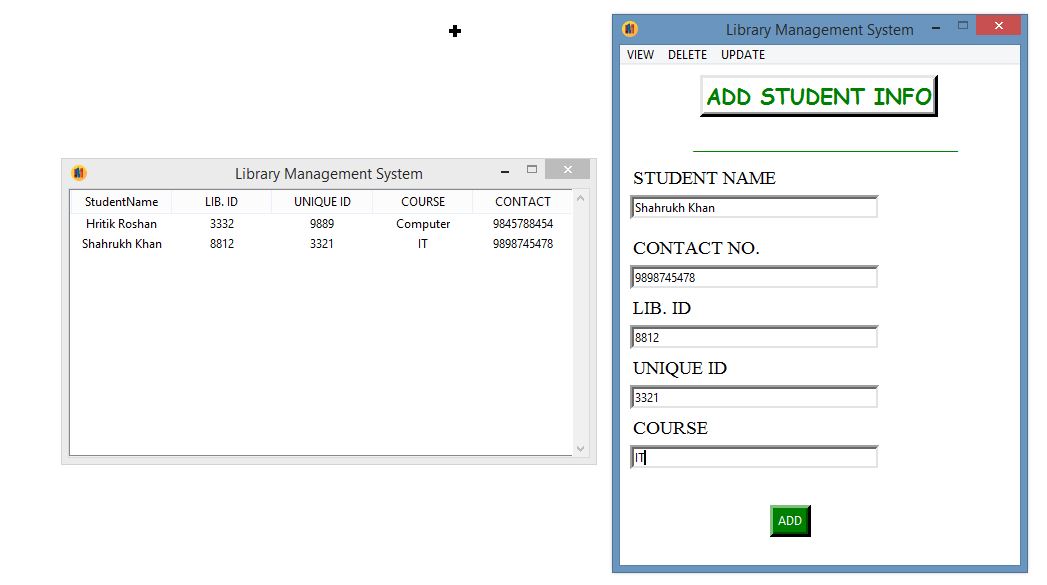 Library Management System
StudentName LIB. ID UNIQUE ID COURSE CONTACT
Hritik Roshan 3332 9889 Computer 9845788454
Shahrukh Khan 8812 3321 IT 9898745478
Library Management System
VIEW DELETE UPDATE
ADD STUDENT INFO
STUDENT NAME
Shahrukh Khan
CONTACT NO.
9898745478
LIB. ID
8812
UNIQUE ID
3321
COURSE
IT
ADD